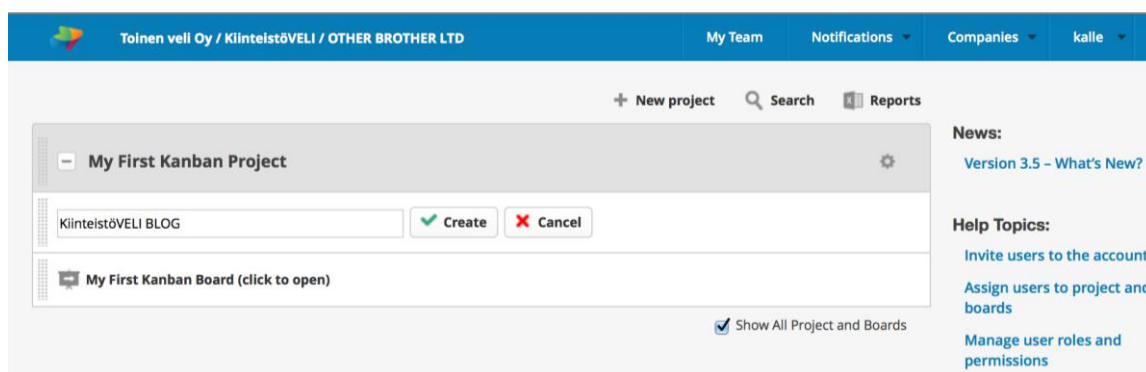 Toinen veli Oy / KiinteistöVELI / OTHER BROTHER LTD My Team Notifications Companies kalle
New project Search Reports
My First Kanban Project
KiinteistöVELI BLOG Create Cancel
My First Kanban Board (click to open)
Show All Project and Boards
News:
Version 3.5 – What's New?
Help Topics:
Invite users to the account
Assign users to project and
boards
Manage user roles and
permissions